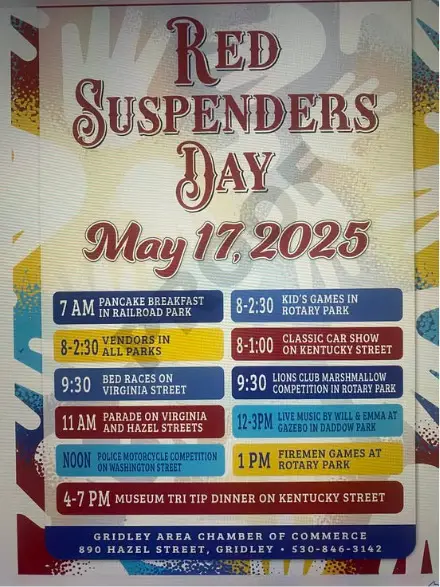 RED
SUSPENDERS
DAY
May 17, 2025
7 AM PANCAKE BREAKFAST
IN RAILROAD PARK
8-2:30 KID'S GAMES IN
ROTARY PARK
8-2:30 VENDORS IN
ALL PARKS
8-1:00 CLASSIC CAR SHOW
ON KENTUCKY STREET
9:30 BED RACES ON
VIRGINIA STREET
9:30 LIONS CLUB MARSHMALLOW
COMPETITION IN ROTARY PARK
11 AM PARADE ON VIRGINIA
AND HAZEL STREETS
12-3PM LIVE MUSIC BY WILL & EMMA AT
GAZEBO IN DADDOW PARK
NOON POLICE MOTORCYCLE COMPETITION
ON WASHINGTON STREET
1 PM FIREMEN GAMES AT
ROTARY PARK
4-7 PM MUSEUM TRI TIP DINNER ON KENTUCKY STREET
GRIDLEY AREA CHAMBER OF COMMERCE
890 HAZEL STREET, GRIDLEY • 530-846-3142